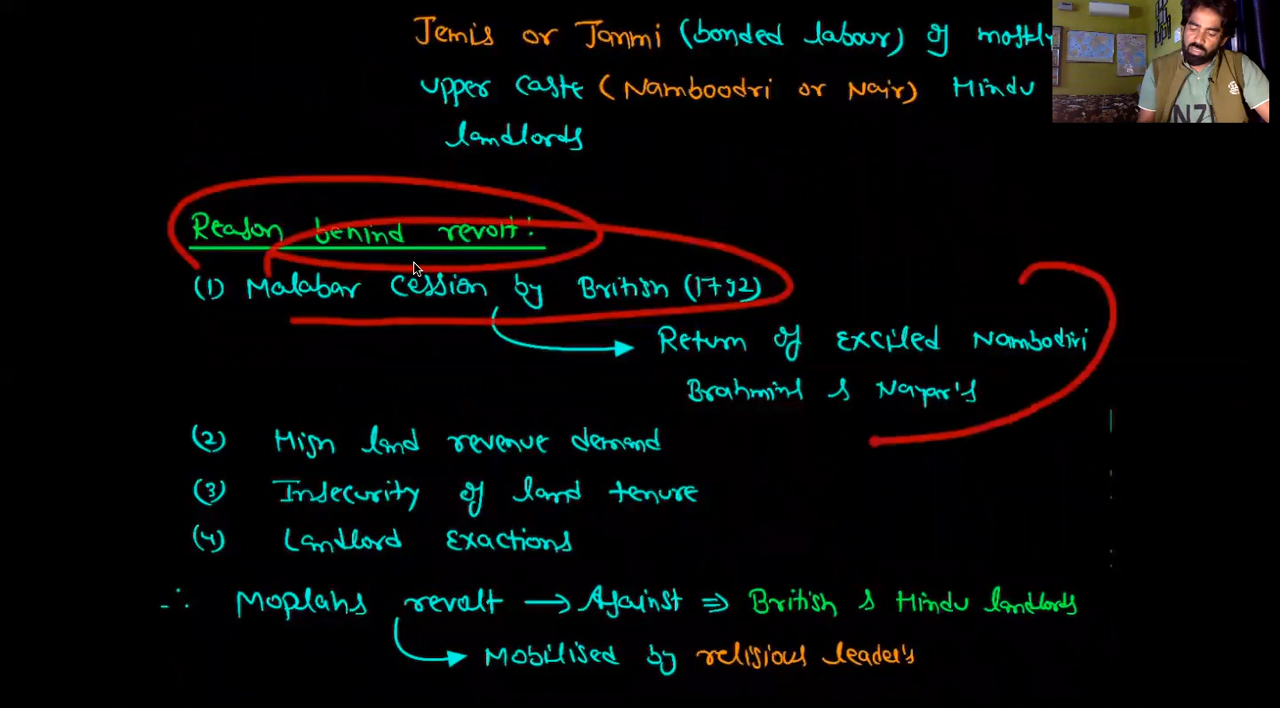 Jemis or Janmi (bonded labour) of mostly
upper caste (Namboodri or Nair) Hindu
landlords
Reason behind revolt:
(1) Malabar cession by British (1792)
Return of exciled Nambodiri
Brahmins & Nayar's
(2) High land revenue demand
(3) Insecurity of land tenure
(4) Landlord exactions
∴ Moplahs revolt → Against ⇒ British & Hindu landlords
Mobilised by religious leader's
NZ